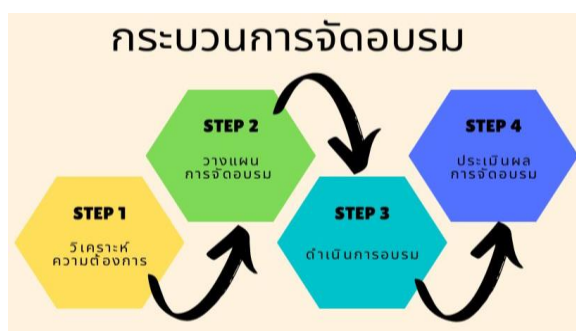 กระบวนการจัดอบรม
STEP 1
วิเคราะห์
ความต้องการ
STEP 2
วางแผน
การจัดอบรม
STEP 3
ดำเนินการอบรม
STEP 4
ประเมินผล
การจัดอบรม